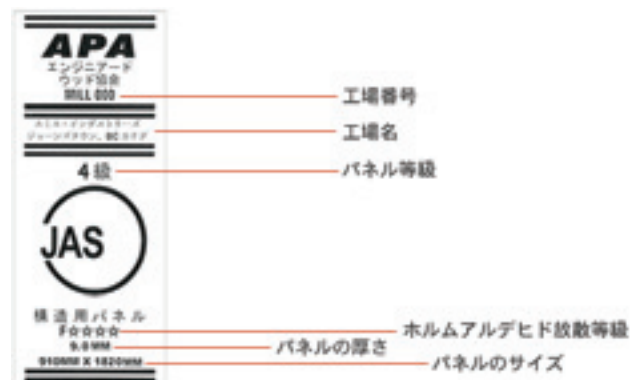 APA
エンジニアード
ウッド協会
MILL 000
工場番号
工場名
4 級
パネル等級
JAS
構造用パネル
F☆☆☆☆
ホルムアルデヒド放散等級
9.0MM
パネルの厚さ
910MM X 1820MM
パネルのサイズ